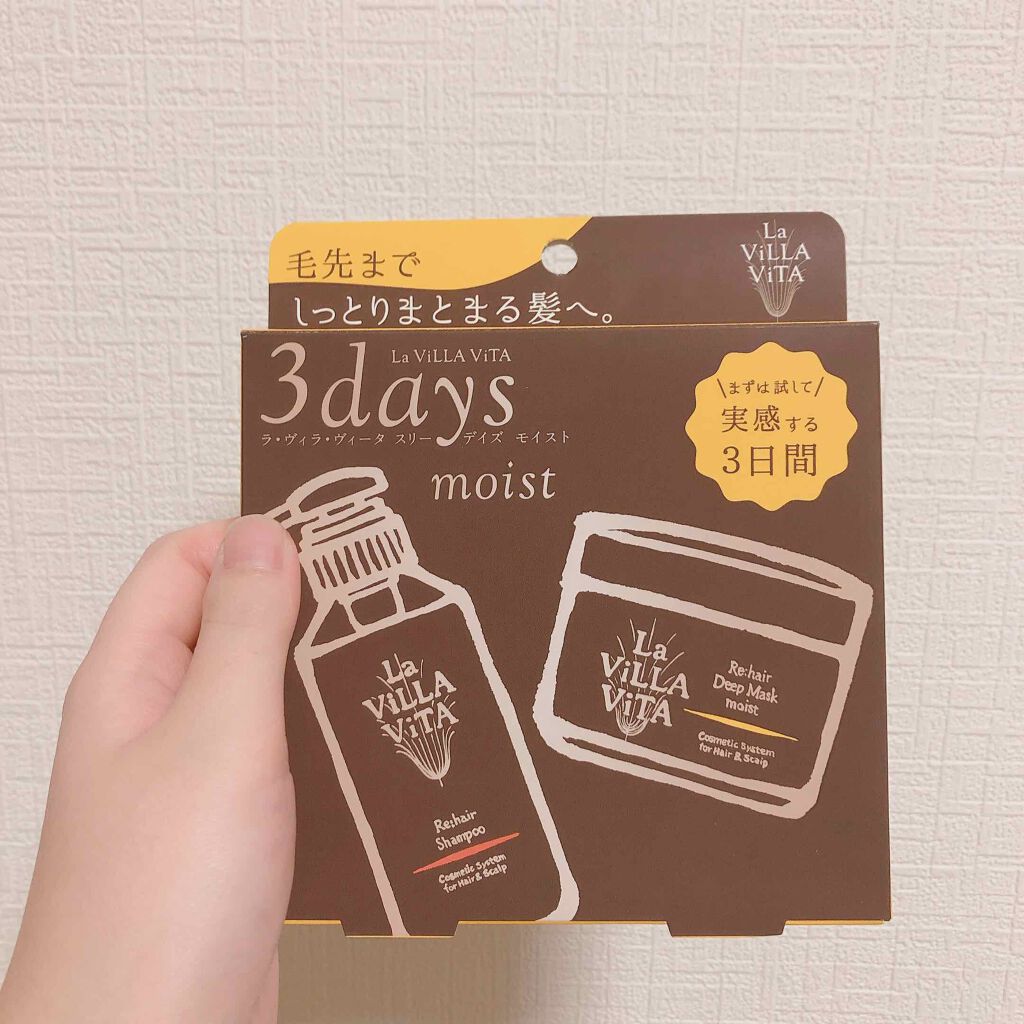 毛先まで
しっとりまとまる髪へ。
La
ViLLA
ViTA
La ViLLA ViTA
3days
ラ・ヴィラ・ヴィータ スリー デイズ モイスト
moist
\まずは試して/
実感する
3日間
La
ViLLA
ViTA
Re:hair
Shampoo
Cosmetic System
for Hair & Scalp
La
ViLLA
ViTA
Re:hair
Deep Mask
moist
Cosmetic System
for Hair & Scalp